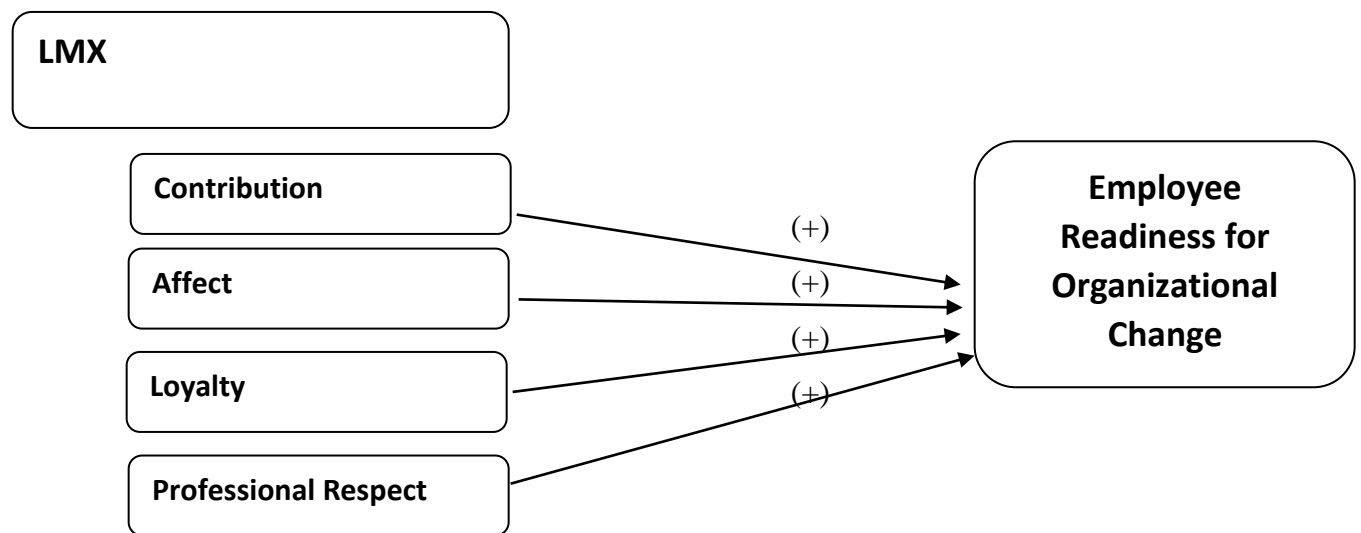 LMX
Contribution
Affect
Loyalty
Professional Respect
(+)
(+)
(+)
(+)
Employee
Readiness for
Organizational
Change